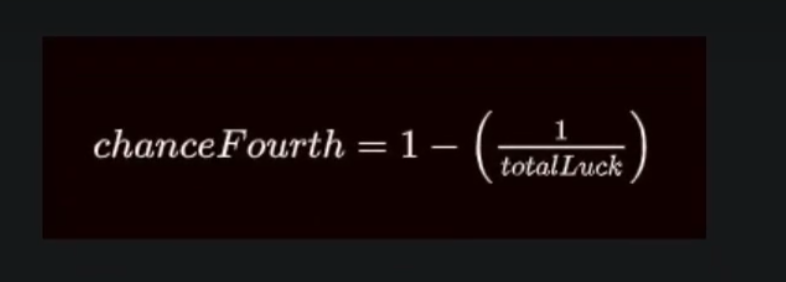 chanceFourth = 1 − (1/totalLuck)